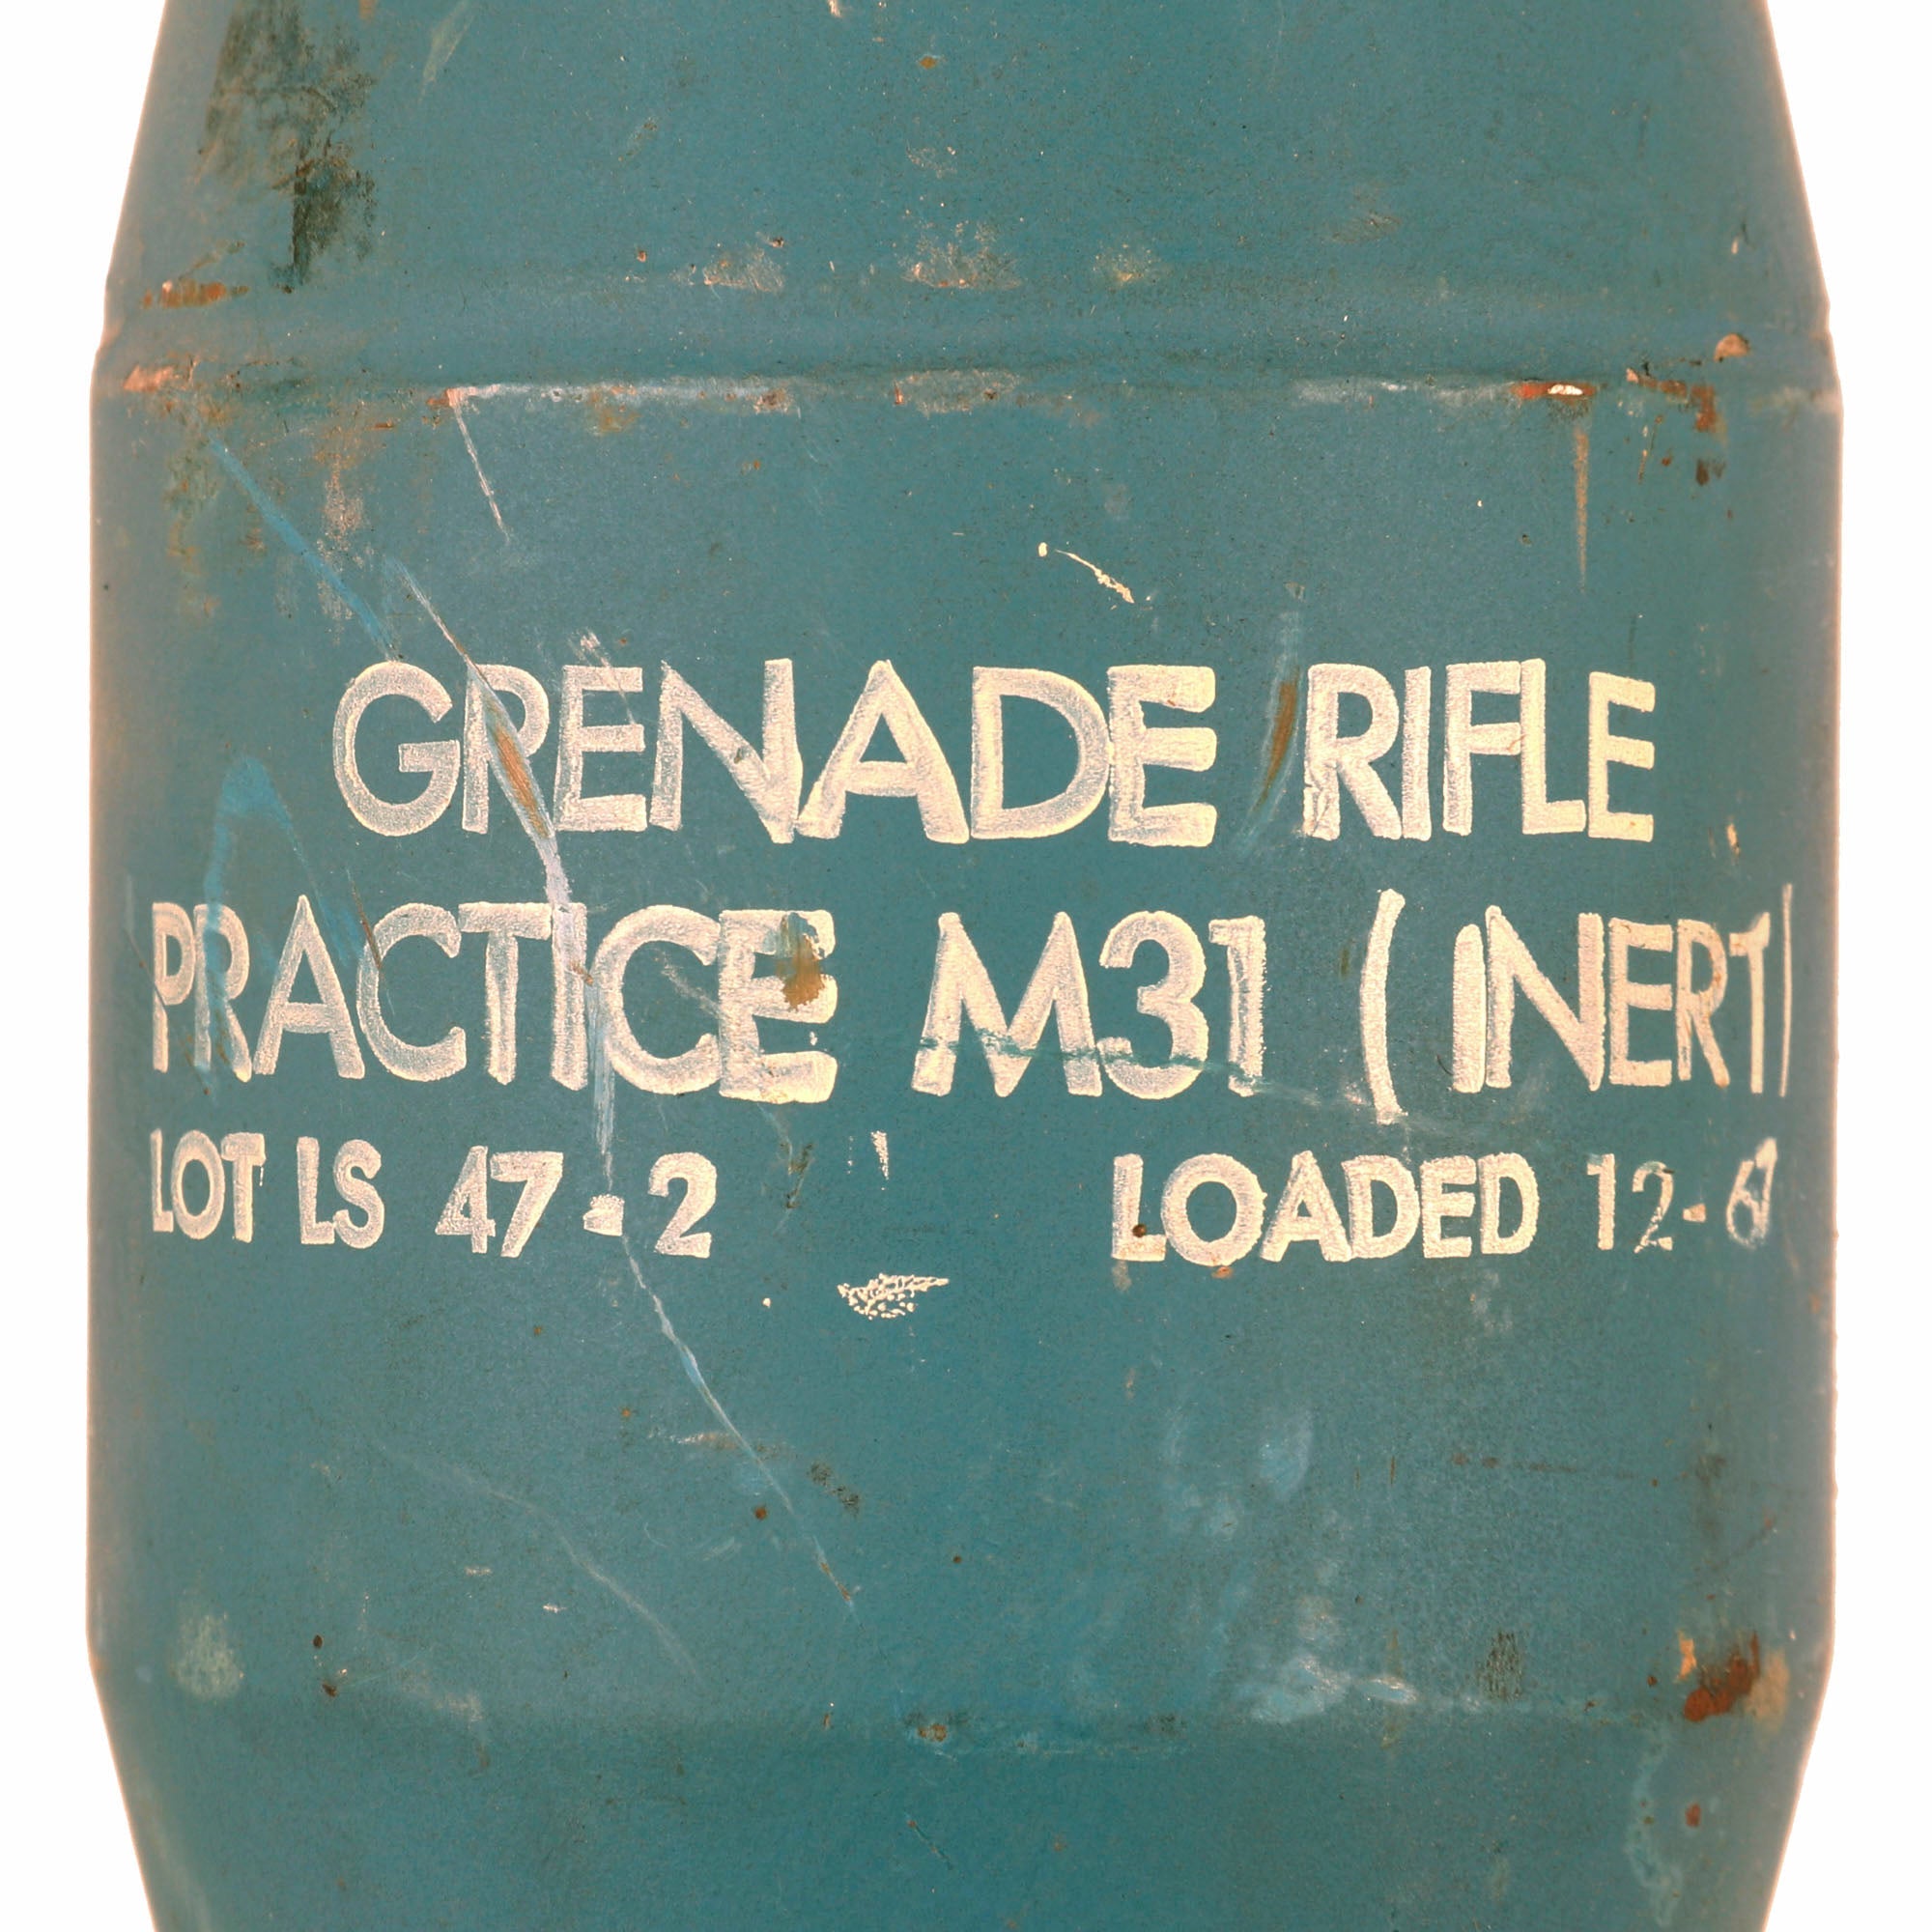 GRENADE RIFLE
PRACTICE M31 (INERT)
LOT LS 47-2 LOADED 12-67